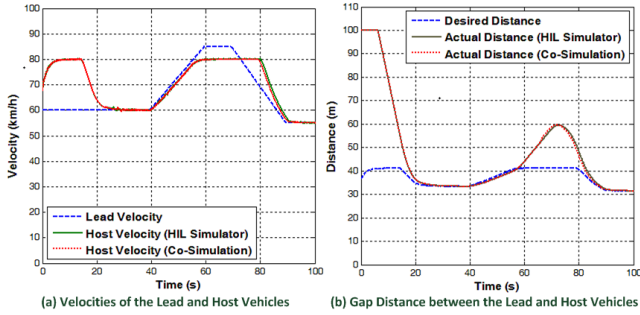 100
90
80
70
60
50
40
30
20
10
0
Velocity (km/h)
Lead Velocity
Host Velocity (HIL Simulator)
Host Velocity (Co-Simulation)
0 20 40 60 80 100
Time (s)
(a) Velocities of the Lead and Host Vehicles
110
100
90
80
70
60
50
40
30
20
10
0
Distance (m)
Desired Distance
Actual Distance (HIL Simulator)
Actual Distance (Co-Simulation)
0 20 40 60 80 100
Time (s)
(b) Gap Distance between the Lead and Host Vehicles